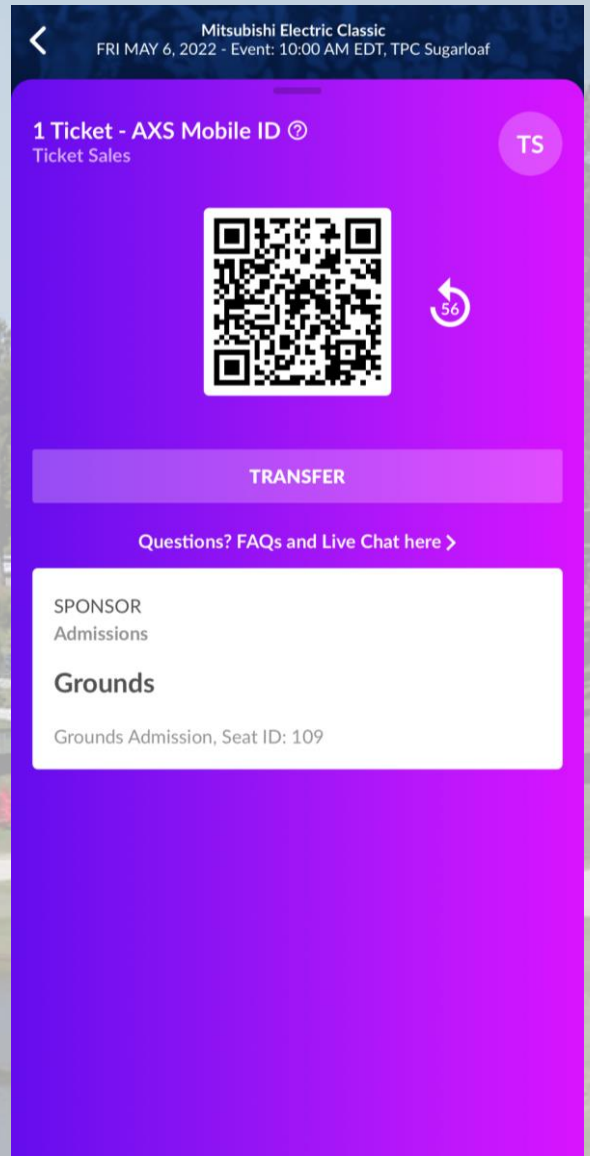 Mitsubishi Electric Classic
FRI MAY 6, 2022 - Event: 10:00 AM EDT, TPC Sugarloaf
1 Ticket - AXS Mobile ID ?
Ticket Sales
TS
56
TRANSFER
Questions? FAQs and Live Chat here >
SPONSOR
Admissions
Grounds
Grounds Admission, Seat ID: 109